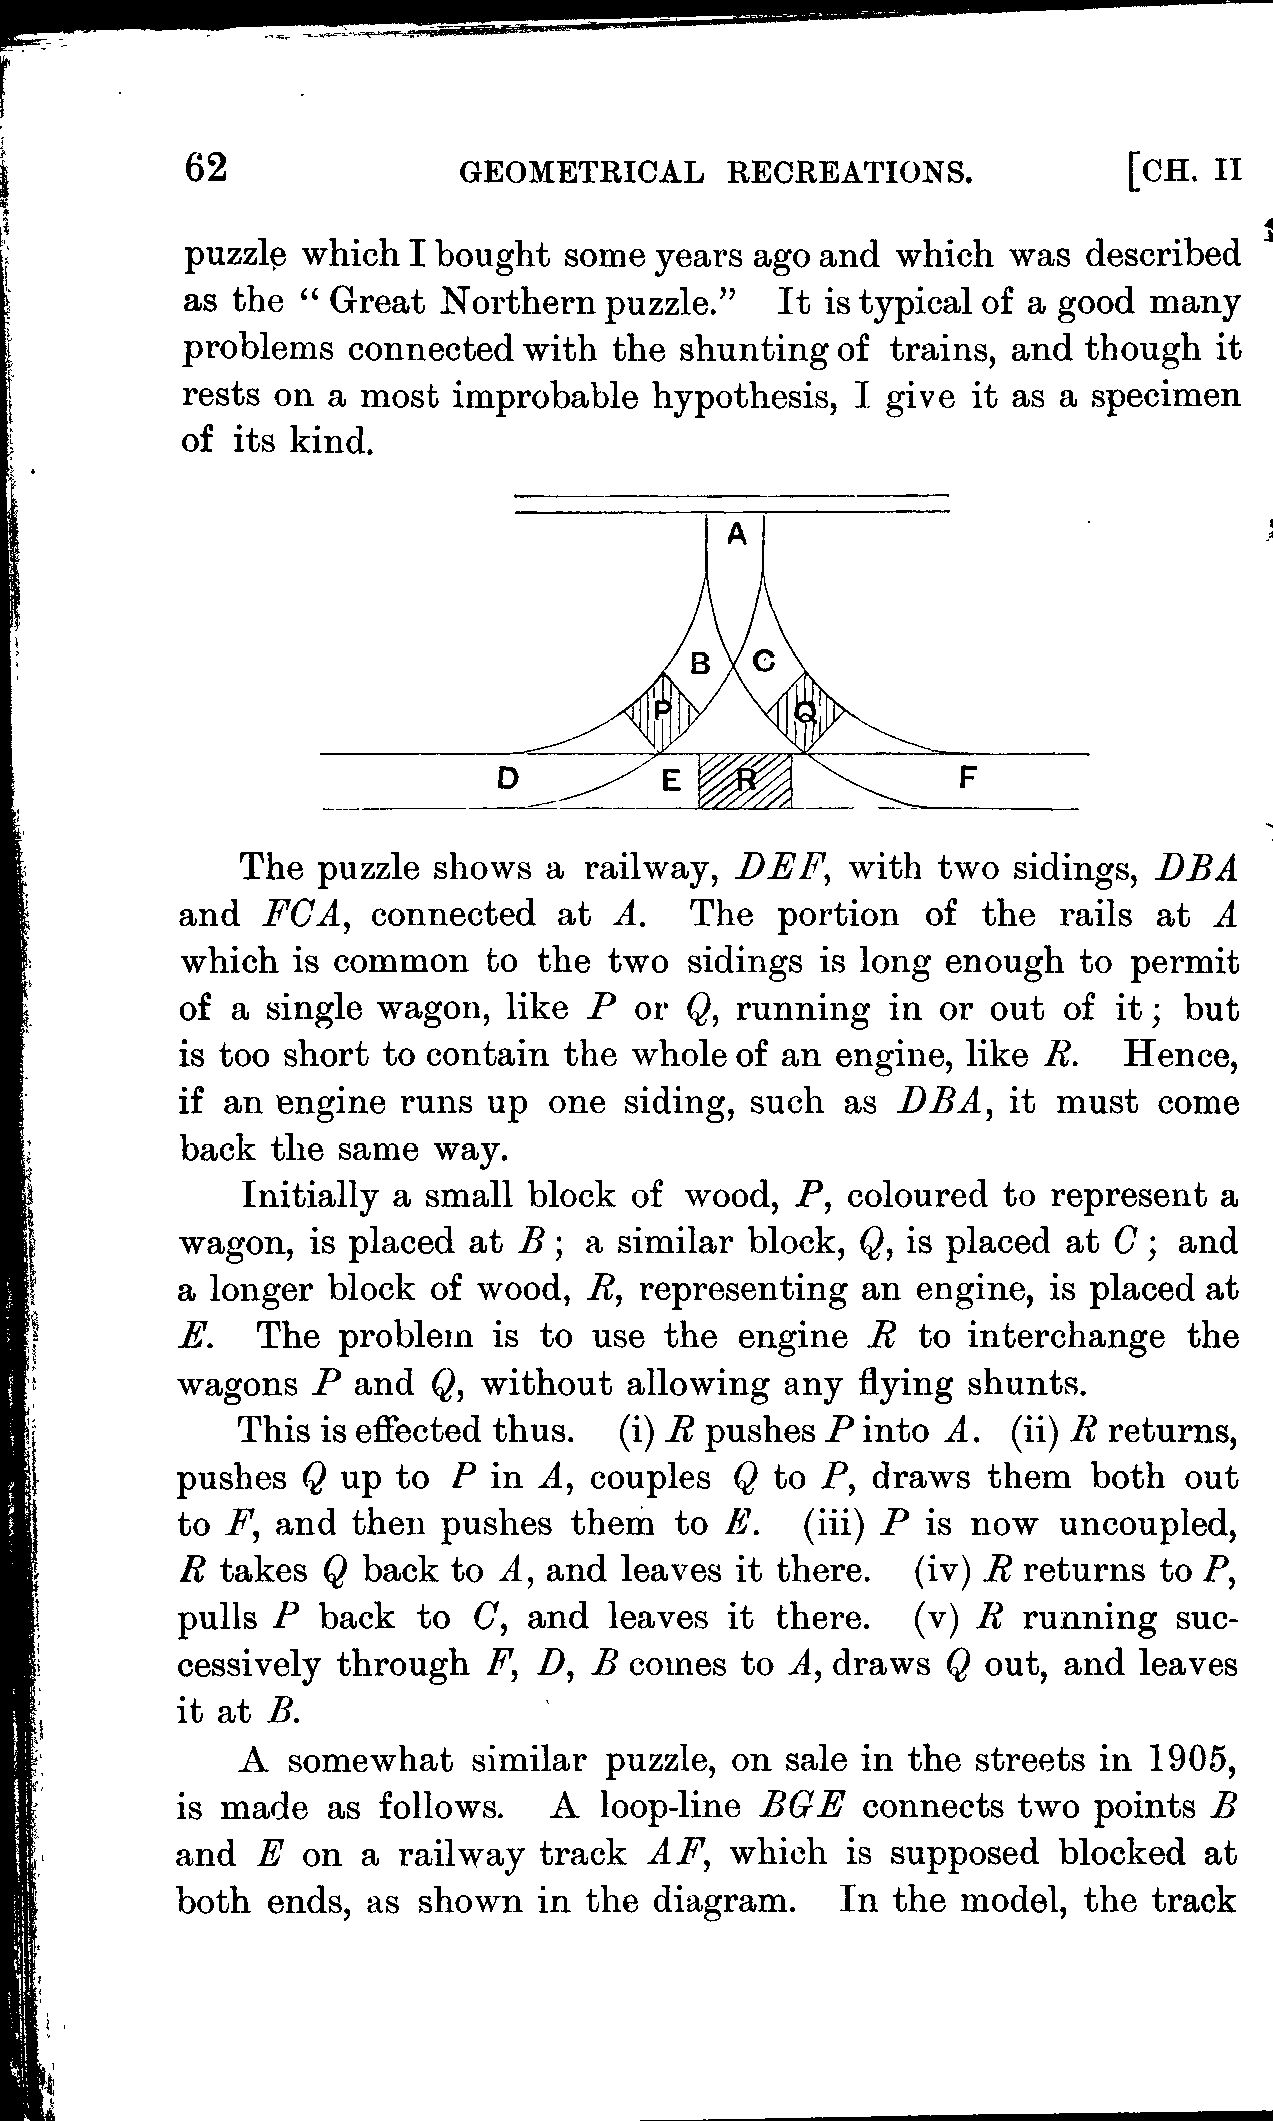 62 GEOMETRICAL RECREATIONS. [CH. II
puzzle which I bought some years ago and which was described
as the “Great Northern puzzle.” It is typical of a good many
problems connected with the shunting of trains, and though it
rests on a most improbable hypothesis, I give it as a specimen
of its kind.
A
B C
P Q
D E R F
The puzzle shows a railway, DEF, with two sidings, DBA
and FCA, connected at A. The portion of the rails at A
which is common to the two sidings is long enough to permit
of a single wagon, like P or Q, running in or out of it; but
is too short to contain the whole of an engine, like R. Hence,
if an engine runs up one siding, such as DBA, it must come
back the same way.
Initially a small block of wood, P, coloured to represent a
wagon, is placed at B; a similar block, Q, is placed at C; and
a longer block of wood, R, representing an engine, is placed at
E. The problem is to use the engine R to interchange the
wagons P and Q, without allowing any flying shunts.
This is effected thus. (i) R pushes P into A. (ii) R returns,
pushes Q up to P in A, couples Q to P, draws them both out
to F, and then pushes them to E. (iii) P is now uncoupled,
R takes Q back to A, and leaves it there. (iv) R returns to P,
pulls P back to C, and leaves it there. (v) R running suc-
cessively through F, D, B comes to A, draws Q out, and leaves
it at B.
A somewhat similar puzzle, on sale in the streets in 1905,
is made as follows. A loop-line BGE connects two points B
and E on a railway track AF, which is supposed blocked at
both ends, as shown in the diagram. In the model, the track